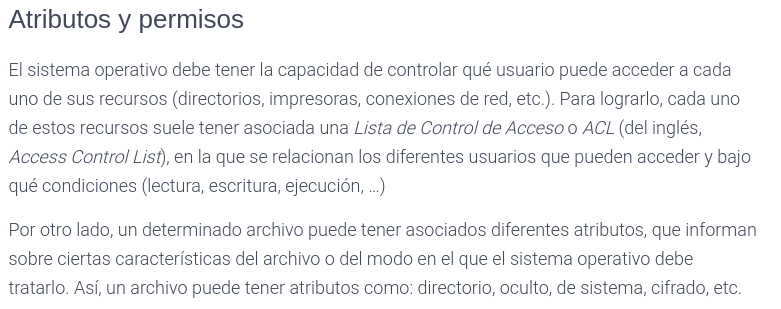 Atributos y permisos
El sistema operativo debe tener la capacidad de controlar qué usuario puede acceder a cada
uno de sus recursos (directorios, impresoras, conexiones de red, etc.). Para lograrlo, cada uno
de estos recursos suele tener asociada una Lista de Control de Acceso o ACL (del inglés,
Access Control List), en la que se relacionan los diferentes usuarios que pueden acceder y bajo
qué condiciones (lectura, escritura, ejecución, ...)
Por otro lado, un determinado archivo puede tener asociados diferentes atributos, que informan
sobre ciertas características del archivo o del modo en el que el sistema operativo debe
tratarlo. Así, un archivo puede tener atributos como: directorio, oculto, de sistema, cifrado, etc.